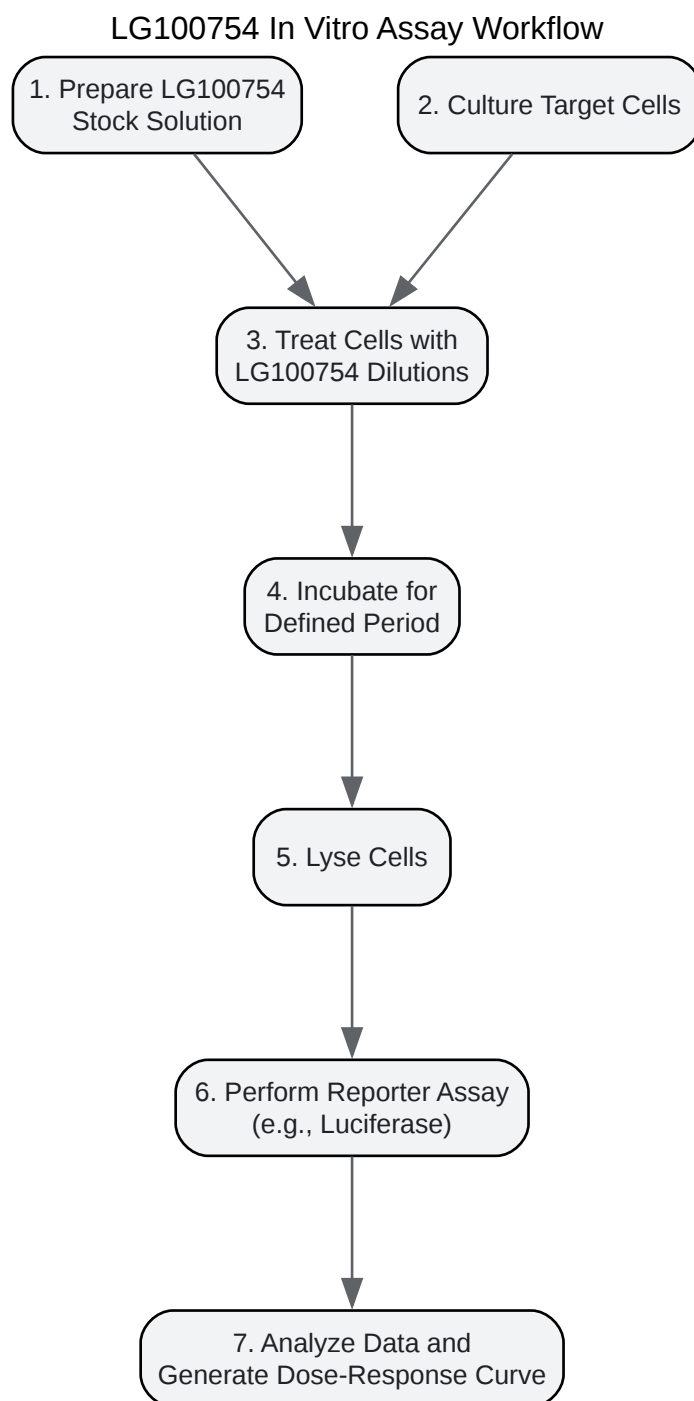 LG100754 In Vitro Assay Workflow
1. Prepare LG100754
Stock Solution
2. Culture Target Cells
3. Treat Cells with
LG100754 Dilutions
4. Incubate for
Defined Period
5. Lyse Cells
6. Perform Reporter Assay
(e.g., Luciferase)
7. Analyze Data and
Generate Dose-Response Curve